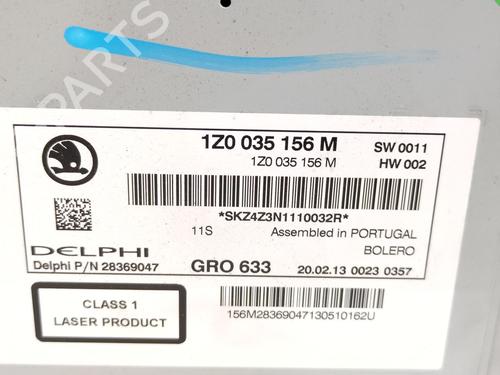 PARTS
1Z0 035 156 M SW 0011
1Z0 035 156 M HW 002
*SKZ4Z3N1110032R*
11S Assembled in PORTUGAL
DELPHI BOLERO
Delphi P/N 28369047 GRO 633 20.02.13 0023 0357
CLASS 1
LASER PRODUCT
156M28369047130510162U